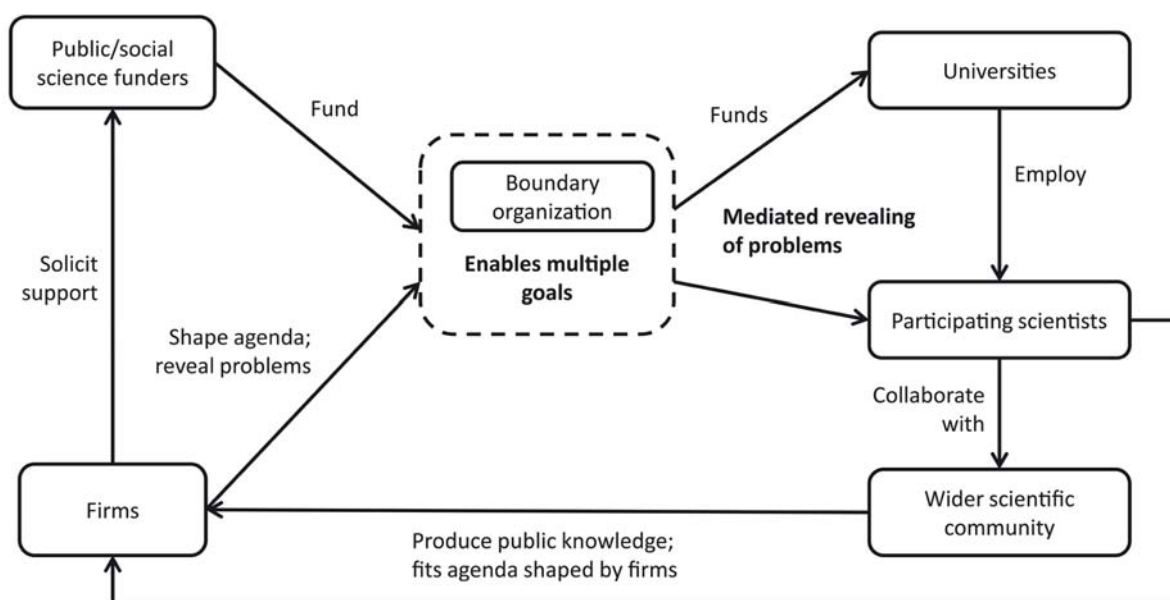 Public/social
science funders
Fund
Boundary
organization
Enables multiple
goals
Funds
Universities
Employ
Mediated revealing
of problems
Solicit
support
Shape agenda;
reveal problems
Participating scientists
Collaborate
with
Firms
Wider scientific
community
Produce public knowledge;
fits agenda shaped by firms